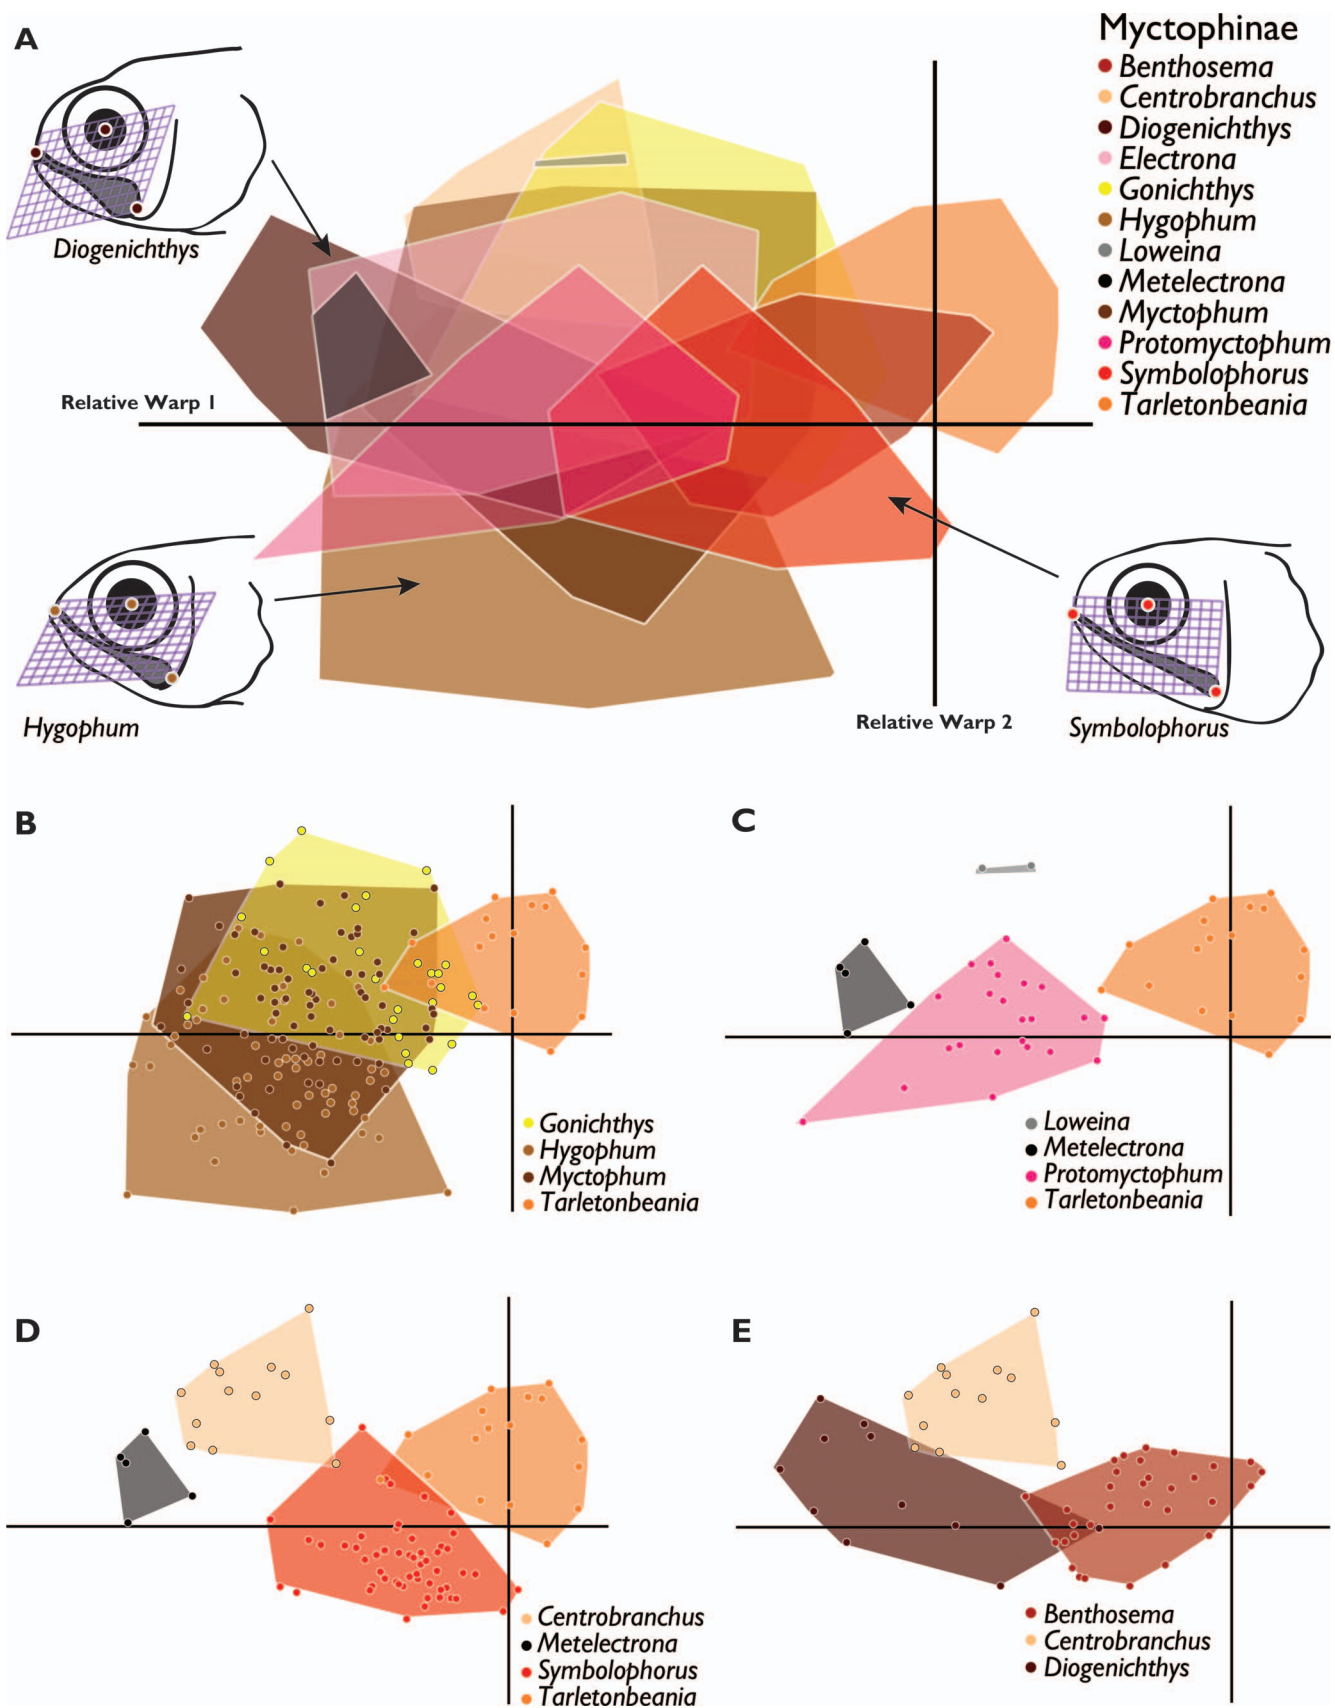 A
Myctophinae
Benthosema
Centrobranchus
Diogenichthys
Electrona
Gonichthys
Hygophum
Loweina
Metelectrona
Myctophum
Protomyctophum
Symbolophorus
Tarletonbeania
Diogenichthys
Relative Warp 1
Hygophum
Relative Warp 2
Symbolophorus
B
Gonichthys
Hygophum
Myctophum
Tarletonbeania
C
Loweina
Metelectrona
Protomyctophum
Tarletonbeania
D
Centrobranchus
Metelectrona
Symbolophorus
Tarletonbeania
E
Benthosema
Centrobranchus
Diogenichthys